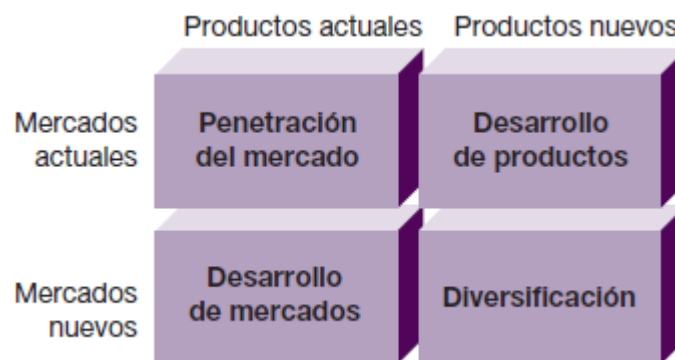 Productos actuales
Productos nuevos
Mercados
actuales
Penetración
del mercado
Desarrollo
de productos
Mercados
nuevos
Desarrollo
de mercados
Diversificación